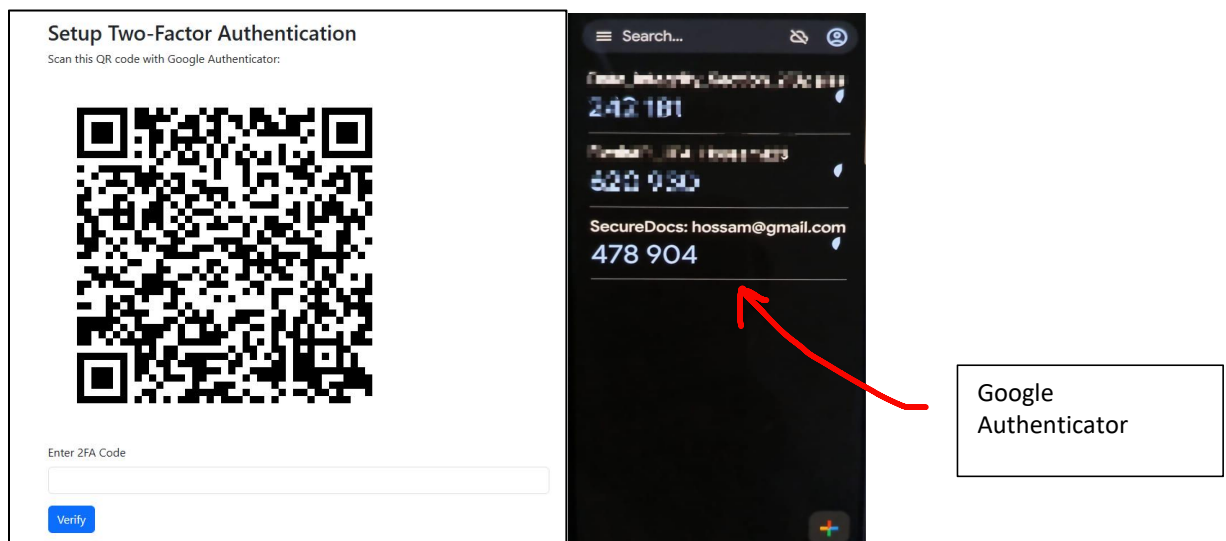 Setup Two-Factor Authentication
Scan this QR code with Google Authenticator:
Enter 2FA Code
Verify
Search...
SecureDocs: hossam@gmail.com
478 904
Google
Authenticator